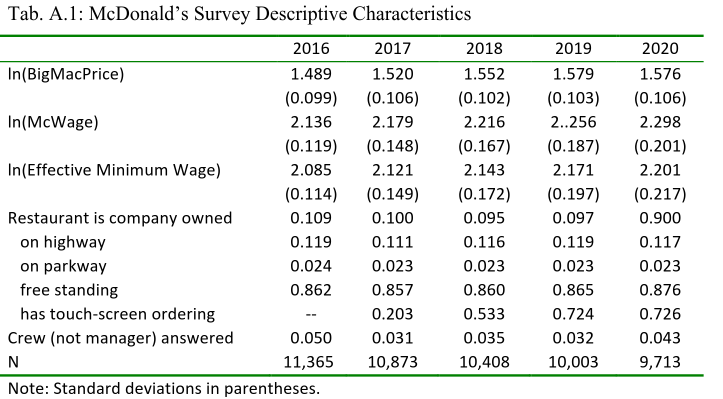 Tab. A.1: McDonald’s Survey Descriptive Characteristics
2016 2017 2018 2019 2020
ln(BigMacPrice) 1.489 1.520 1.552 1.579 1.576
(0.099) (0.106) (0.102) (0.103) (0.106)
ln(McWage) 2.136 2.179 2.216 2..256 2.298
(0.119) (0.148) (0.167) (0.187) (0.201)
ln(Effective Minimum Wage) 2.085 2.121 2.143 2.171 2.201
(0.114) (0.149) (0.172) (0.197) (0.217)
Restaurant is company owned 0.109 0.100 0.095 0.097 0.900
on highway 0.119 0.111 0.116 0.119 0.117
on parkway 0.024 0.023 0.023 0.023 0.023
free standing 0.862 0.857 0.860 0.865 0.876
has touch-screen ordering -- 0.203 0.533 0.724 0.726
Crew (not manager) answered 0.050 0.031 0.035 0.032 0.043
N 11,365 10,873 10,408 10,003 9,713
Note: Standard deviations in parentheses.